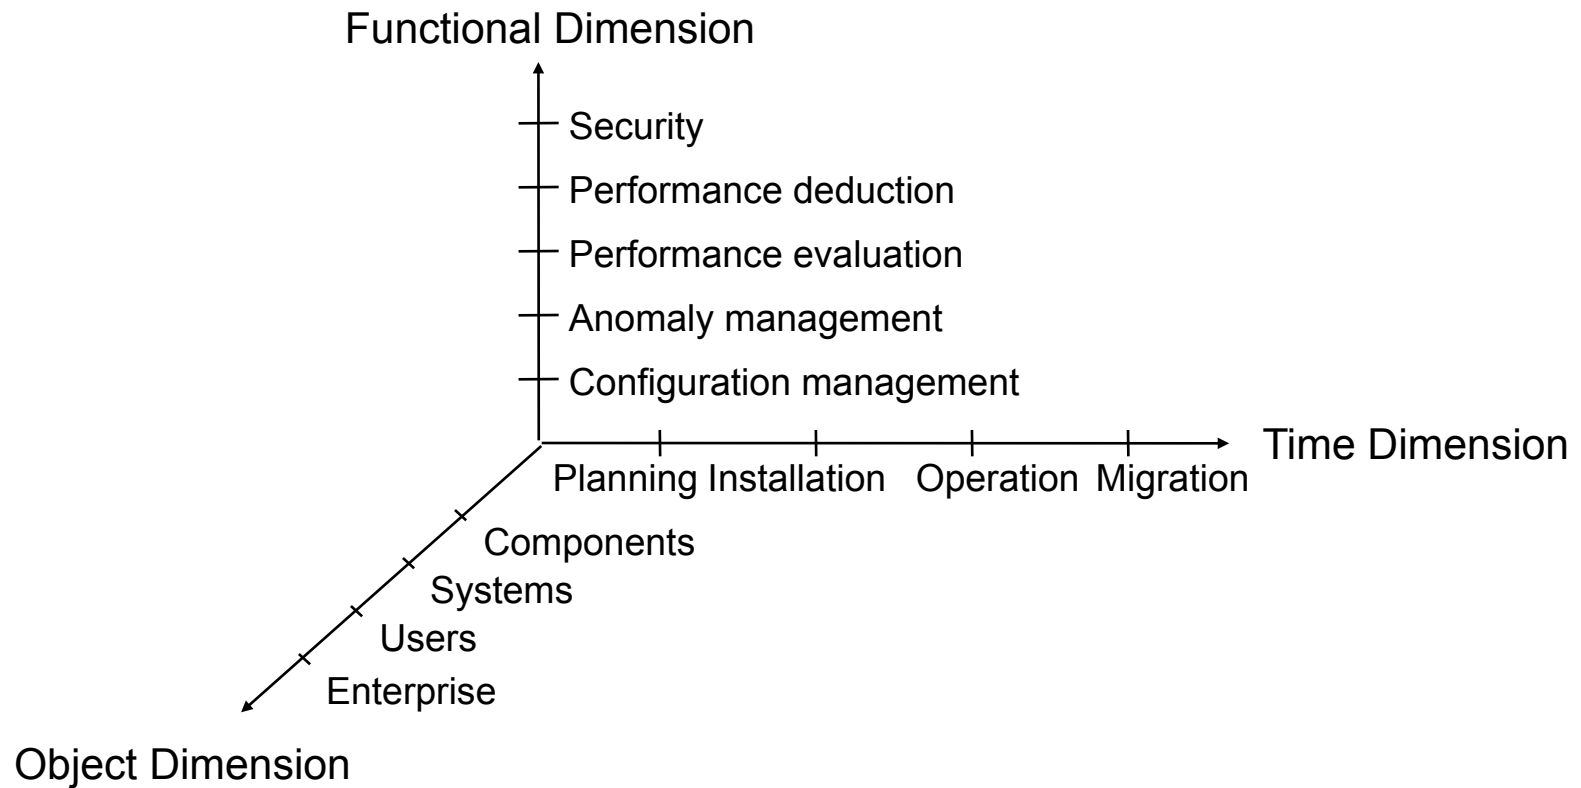 Functional Dimension
Security
Performance deduction
Performance evaluation
Anomaly management
Configuration management
Time Dimension
Planning Installation Operation Migration
Components
Systems
Users
Enterprise
Object Dimension